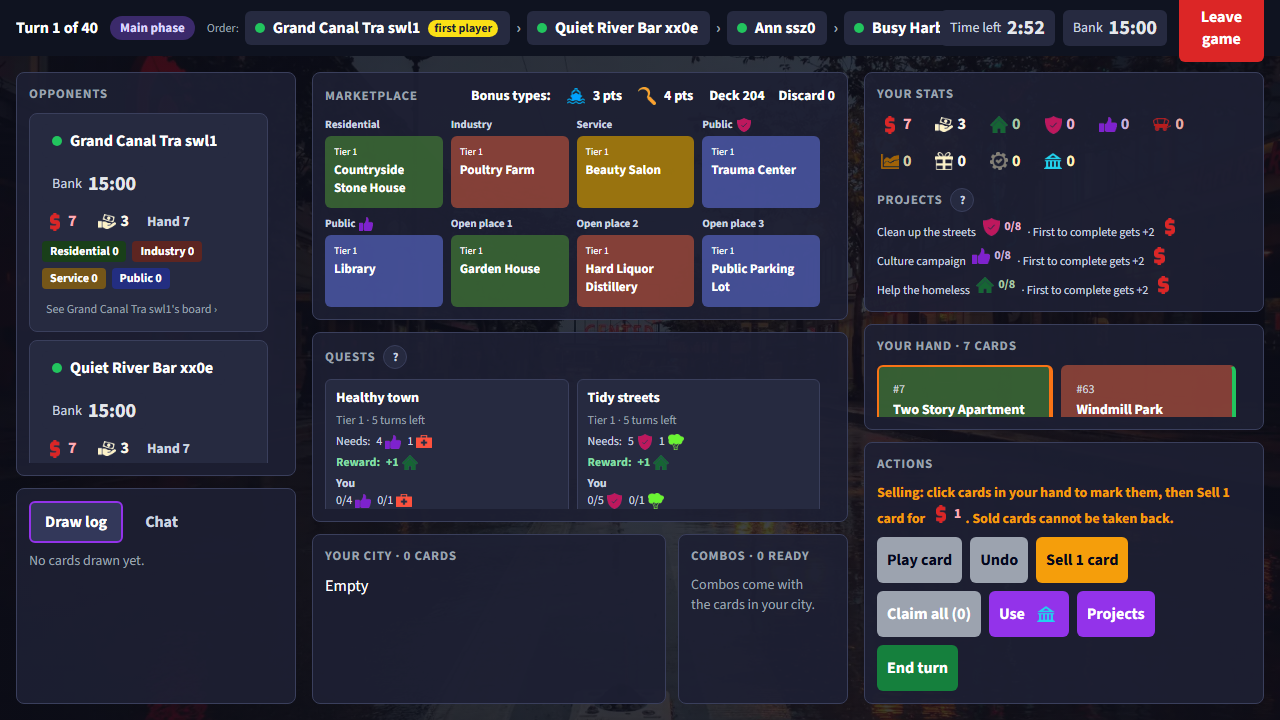 Turn 1 of 40 Main phase Order: Grand Canal Tra swl1 first player › Quiet River Bar xx0e › Ann ssz0 › Busy Hark Time left 2:52 Bank 15:00 Leave game
OPPONENTS
Grand Canal Tra swl1
Bank 15:00
7 3 Hand 7
Residential 0 Industry 0
Service 0 Public 0
See Grand Canal Tra swl1's board ›
Quiet River Bar xx0e
Bank 15:00
7 3 Hand 7
Draw log Chat
No cards drawn yet.
MARKETPLACE Bonus types: 3 pts 4 pts Deck 204 Discard 0
Residential Industry Service Public
Tier 1 Tier 1 Tier 1 Tier 1
Countryside Stone House Poultry Farm Beauty Salon Trauma Center
Public Open place 1 Open place 2 Open place 3
Tier 1 Tier 1 Tier 1 Tier 1
Library Garden House Hard Liquor Distillery Public Parking Lot
QUESTS ?
Healthy town
Tier 1 · 5 turns left
Needs: 4 1
Reward: +1
You
0/4 0/1
Tidy streets
Tier 1 · 5 turns left
Needs: 5 1
Reward: +1
You
0/5 0/1
YOUR CITY · 0 CARDS
Empty
COMBOS · 0 READY
Combos come with
the cards in your city.
YOUR STATS
7 3 0 0 0 0
0 0 0 0
PROJECTS ?
Clean up the streets 0/8 · First to complete gets +2
Culture campaign 0/8 · First to complete gets +2
Help the homeless 0/8 · First to complete gets +2
YOUR HAND · 7 CARDS
#7 #63
Two Story Apartment Windmill Park
ACTIONS
Selling: click cards in your hand to mark them, then Sell 1
card for 1 . Sold cards cannot be taken back.
Play card Undo Sell 1 card
Claim all (0) Use Projects
End turn